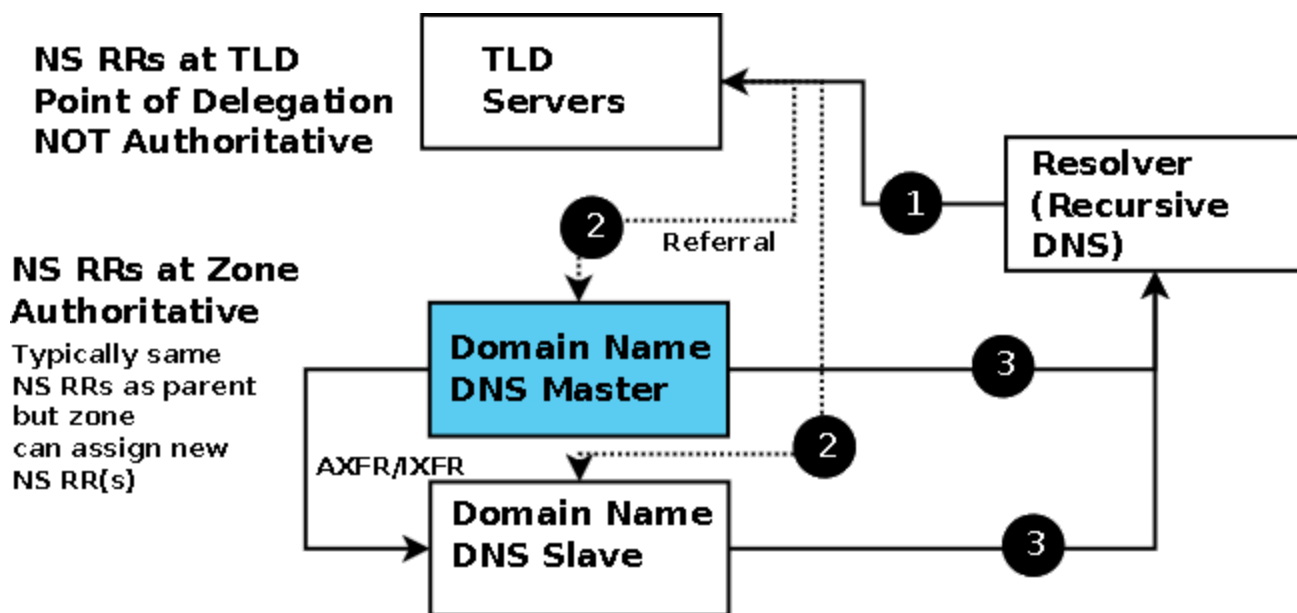 NS RRs at TLD
Point of Delegation
NOT Authoritative
TLD
Servers
Resolver
(Recursive
DNS)
1
2
Referral
NS RRs at Zone
Authoritative
Typically same
NS RRs as parent
but zone
can assign new
NS RR(s)
Domain Name
DNS Master
3
2
AXFR/IXFR
Domain Name
DNS Slave
3